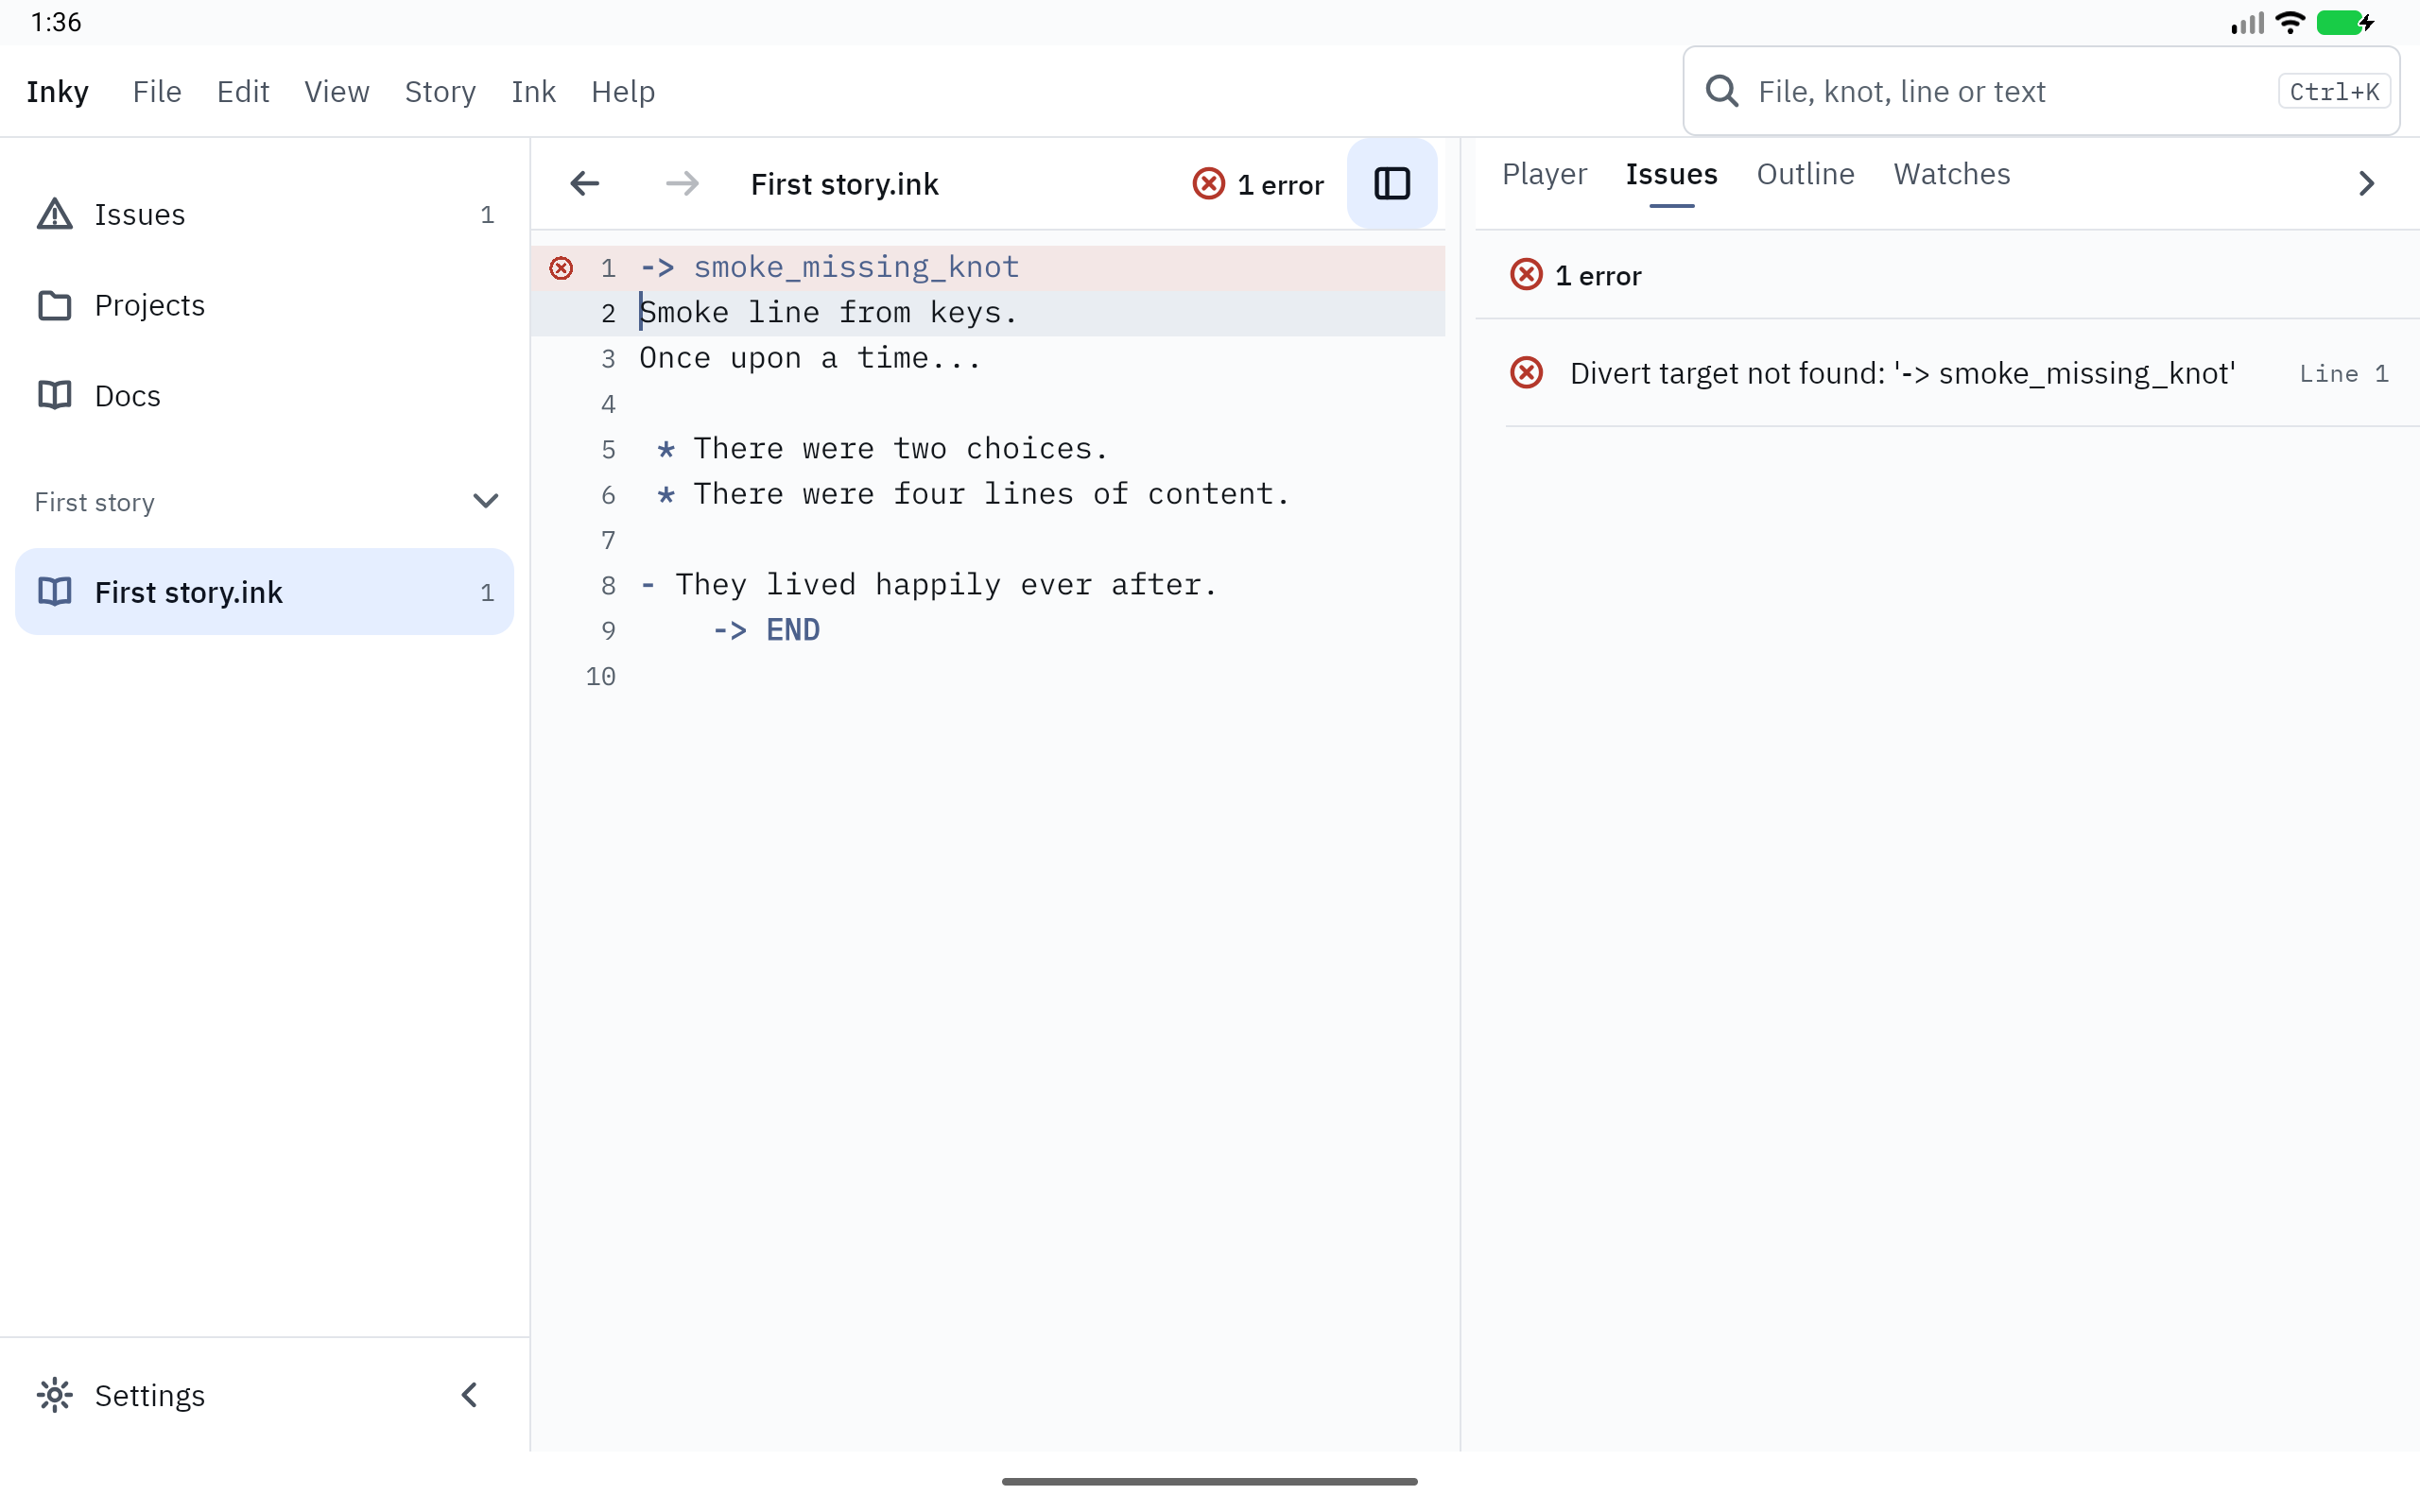 1:36
Inky File Edit View Story Ink Help
File, knot, line or text Ctrl+K
Issues 1
Projects
Docs
First story
First story.ink 1
Settings
First story.ink 1 error
1 -> smoke_missing_knot
2 Smoke line from keys.
3 Once upon a time...
4
5 * There were two choices.
6 * There were four lines of content.
7
8 - They lived happily ever after.
9 -> END
10
Player Issues Outline Watches
1 error
Divert target not found: '-> smoke_missing_knot' Line 1